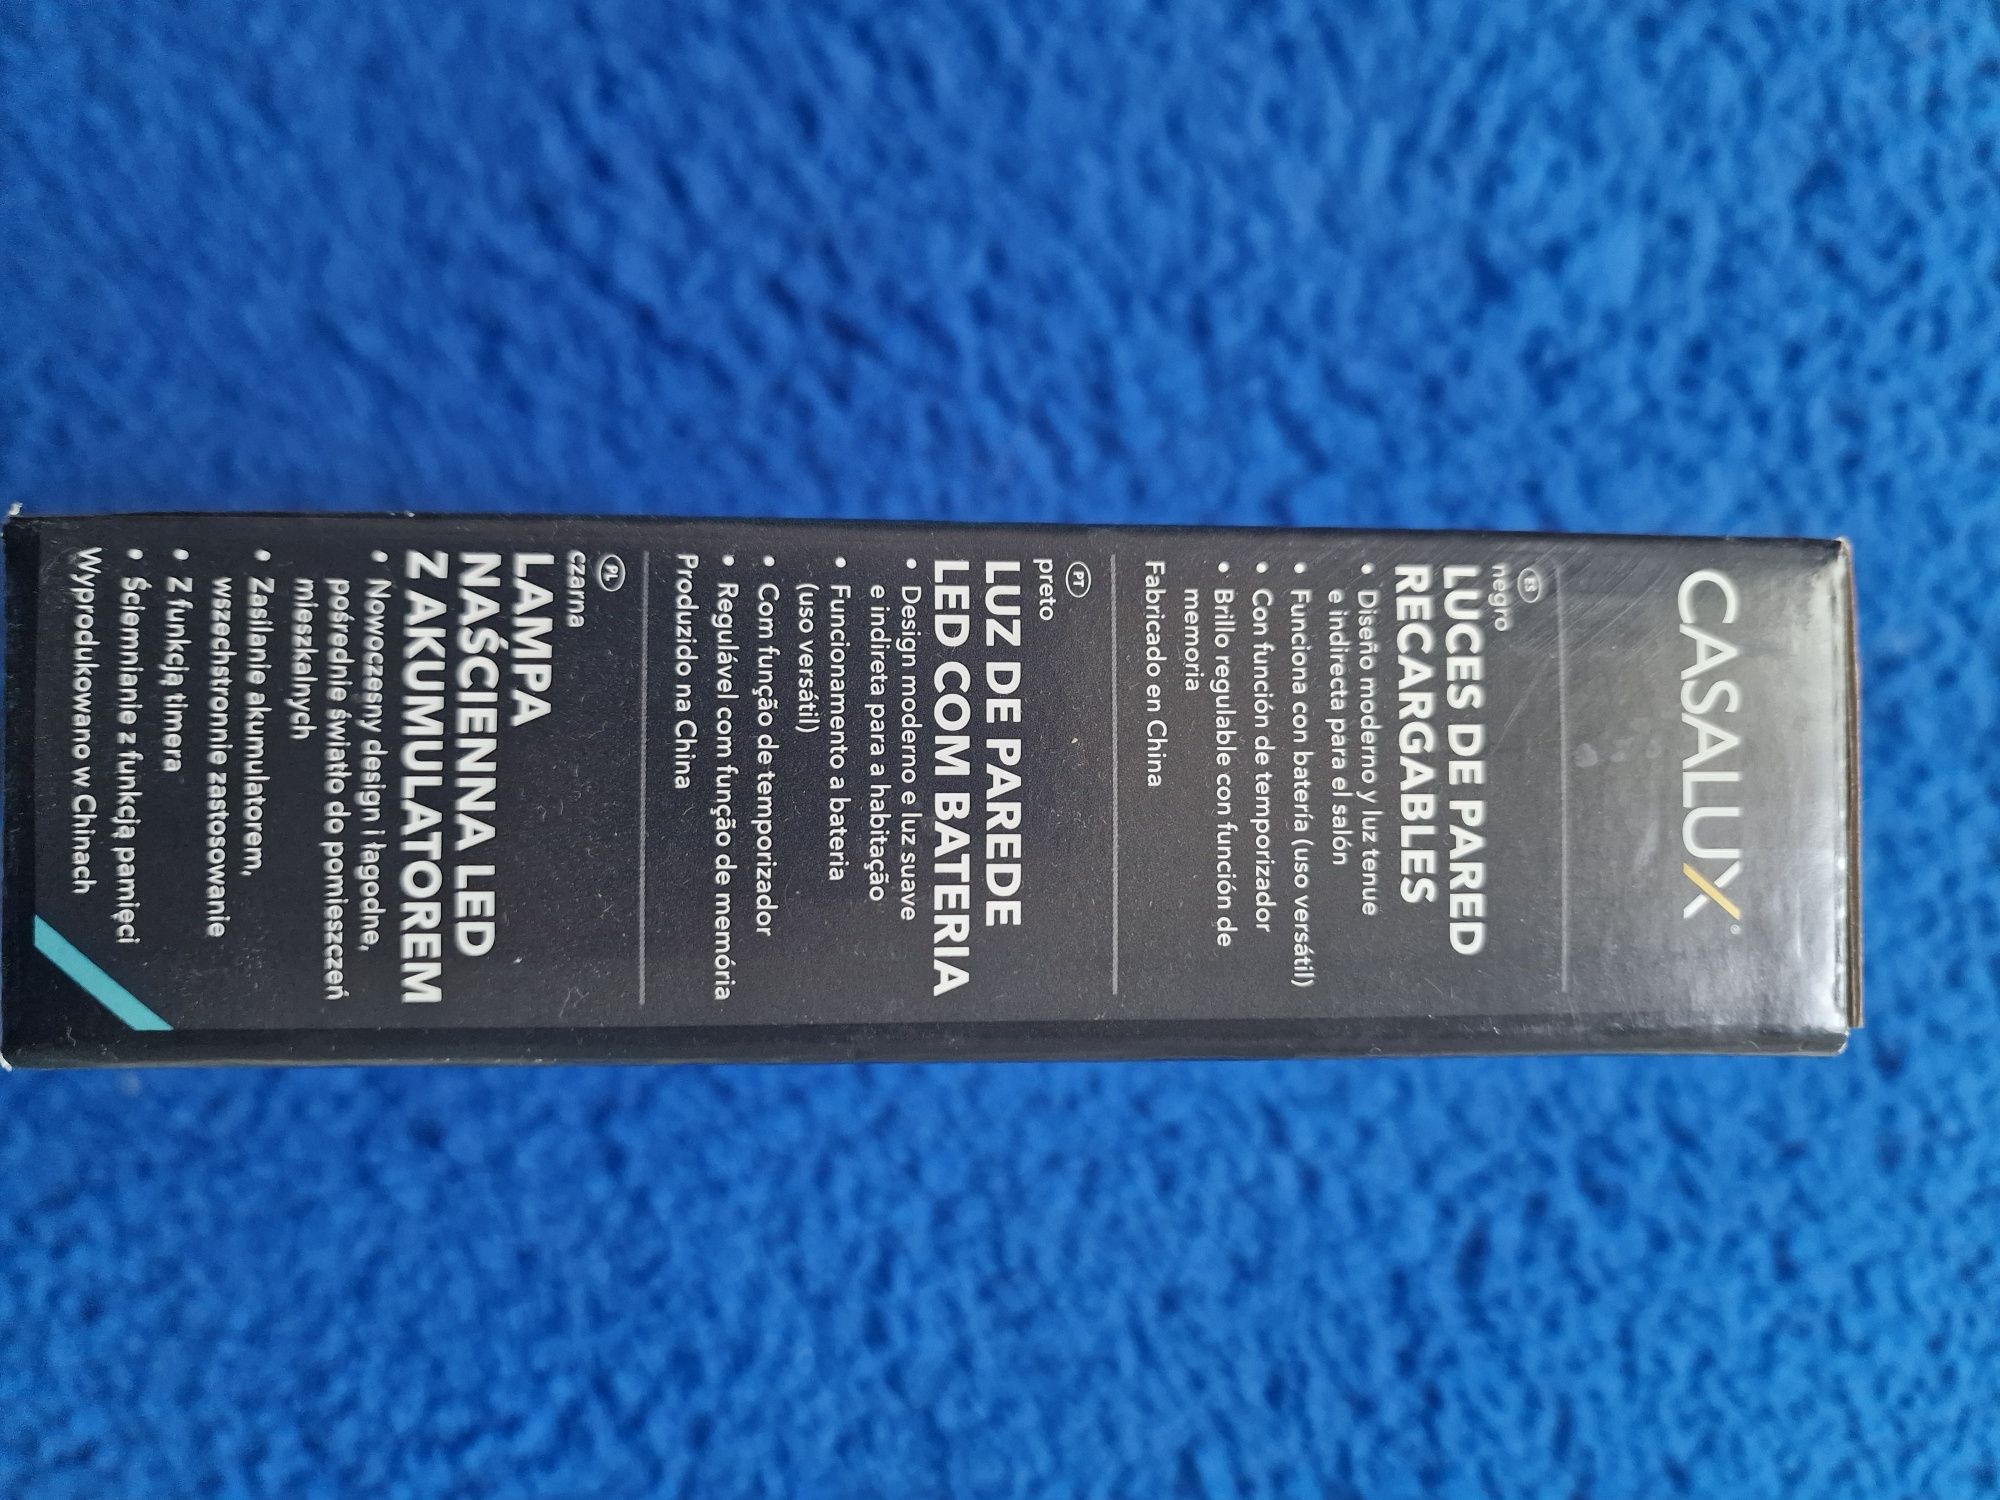 CASALUX®
ES
negro
LUCES DE PARED
RECARGABLES
• Diseño moderno y luz tenue
e indirecta para el salón
• Funciona con batería (uso versátil)
• Con función de temporizador
• Brillo regulable con función de
memoria
Fabricado en China
PT
preto
LUZ DE PAREDE
LED COM BATERIA
• Design moderno e luz suave
e indireta para a habitação
• Funcionamento a bateria
(uso versátil)
• Com função de temporizador
• Regulável com função de memória
Produzido na China
PL
czarna
LAMPA
NAŚCIENNA LED
Z AKUMULATOREM
• Nowoczesny design i łagodne,
pośrednie światło do pomieszczeń
mieszkalnych
• Zasilanie akumulatorem,
wszechstronnie zastosowanie
• Z funkcją timera
• Ściemnianie z funkcją pamięci
Wyprodukowano w Chinach